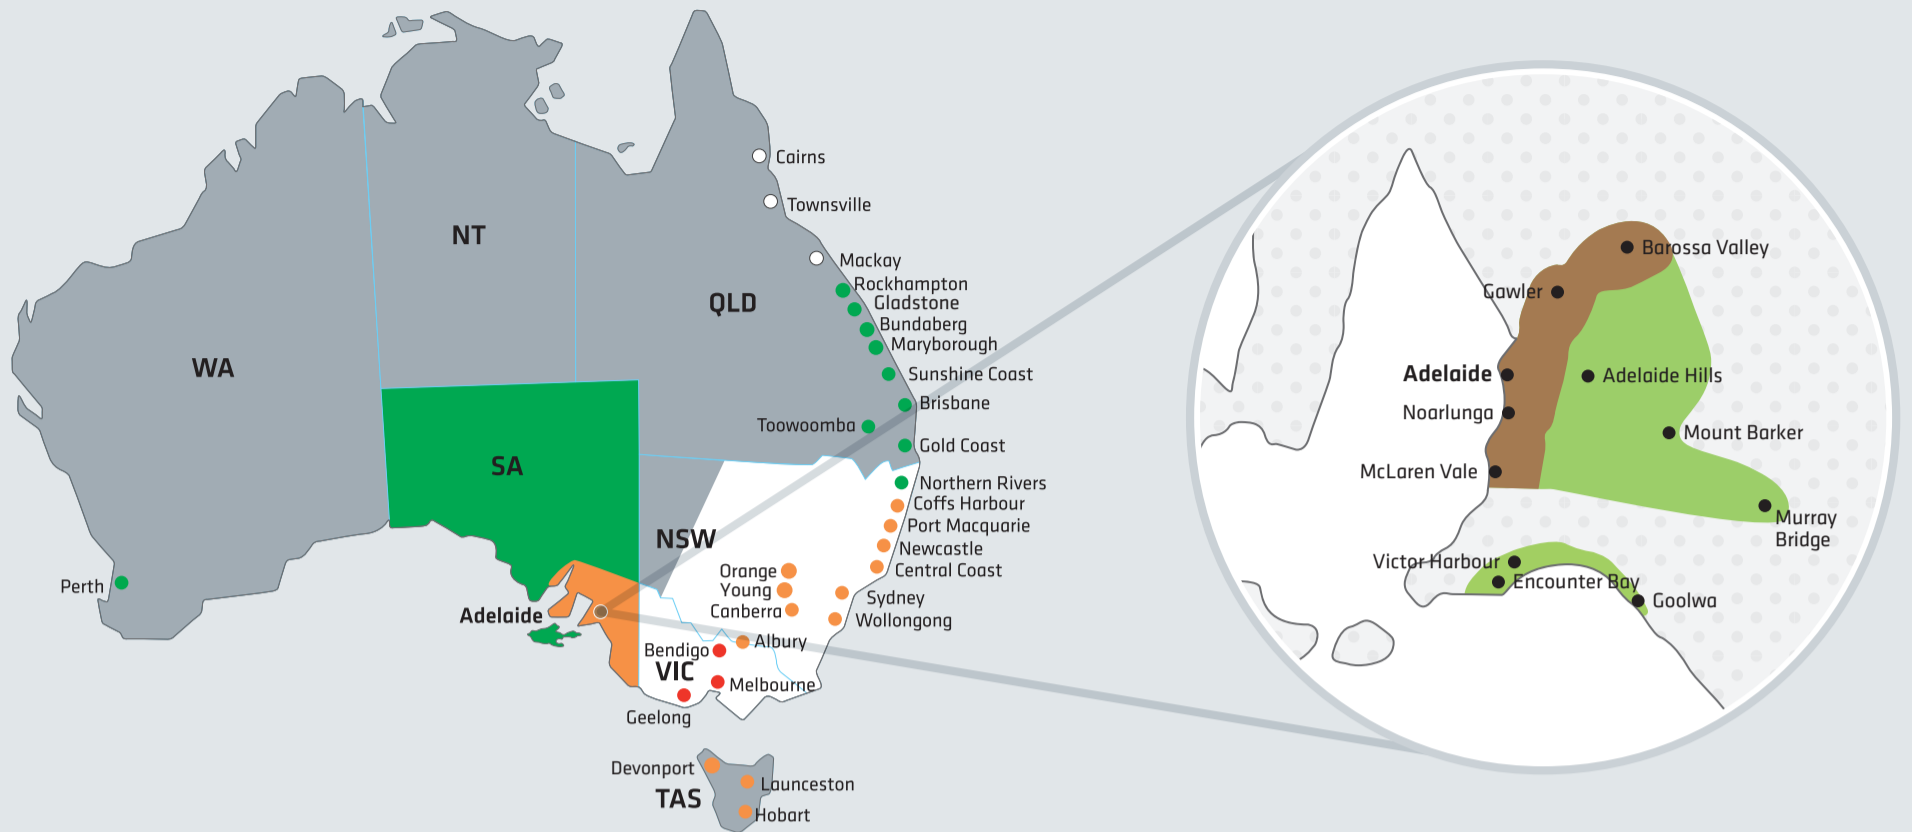 Cairns
Townsville
NT
Mackay
Rockhampton
QLD
Gladstone
Bundaberg
Maryborough
WA
Sunshine Coast
Brisbane
Toowoomba
Gold Coast
SA
Northern Rivers
Coffs Harbour
Port Macquarie
NSW
Newcastle
Central Coast
Orange
Perth
Young
Sydney
Canberra
Adelaide
Wollongong
Albury
Bendigo
VIC
Melbourne
Geelong
Devonport
Launceston
TAS
Hobart
Barossa Valley
Gawler
Adelaide
Adelaide Hills
Noarlunga
Mount Barker
McLaren Vale
Murray
Bridge
Victor Harbour
Encounter Bay
Goolwa